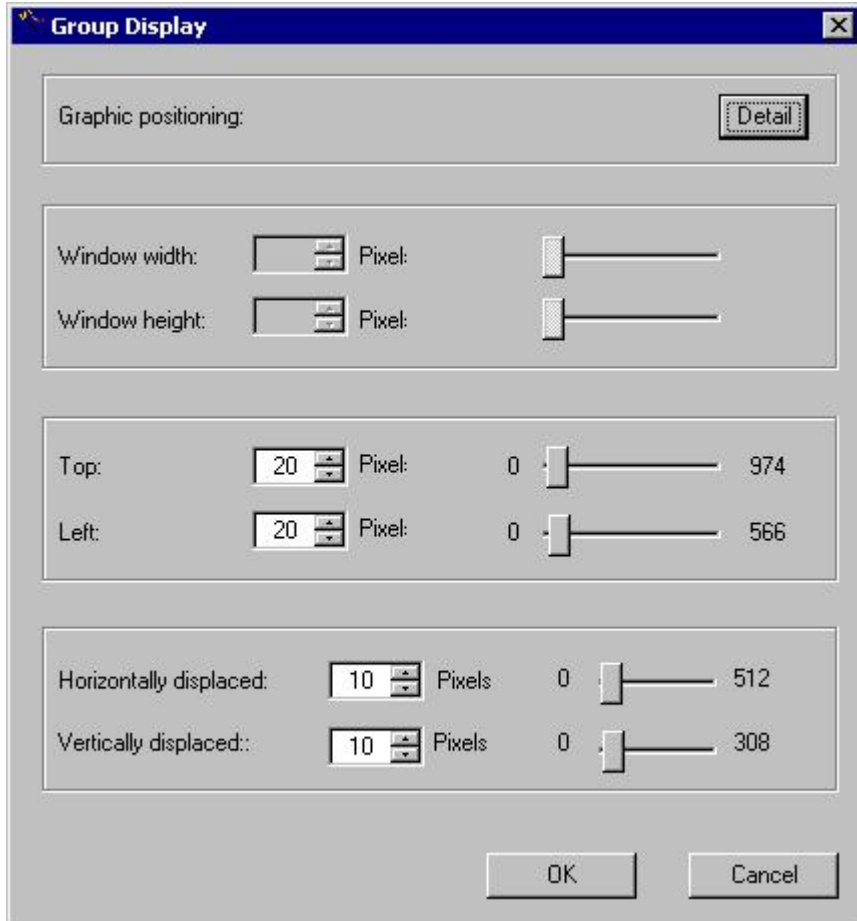 Group Display
Graphic positioning: Detail
Window width: Pixel:
Window height: Pixel:
Top: 20 Pixel: 0 974
Left: 20 Pixel: 0 566
Horizontally displaced: 10 Pixels 0 512
Vertically displaced:: 10 Pixels 0 308
OK Cancel